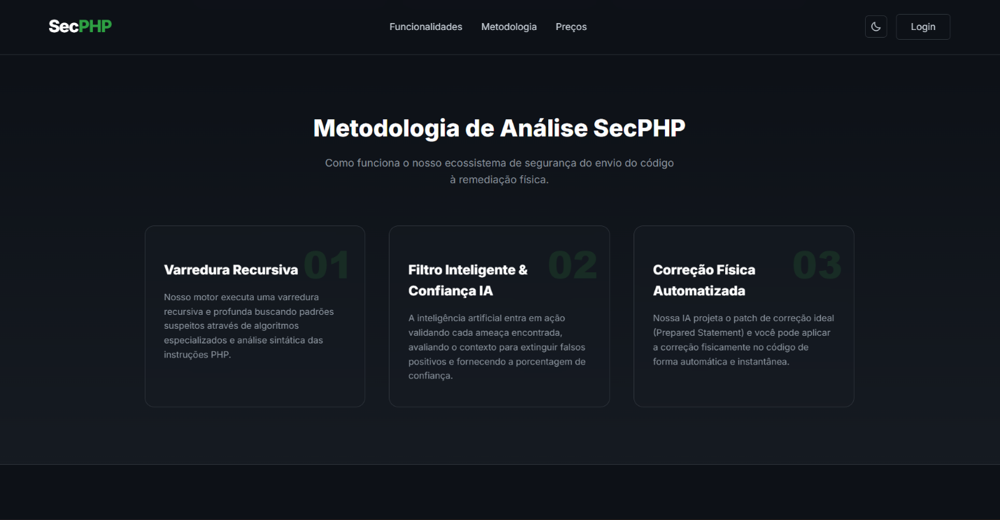 SecPHP
Funcionalidades
Metodologia
Preços
Login
Metodologia de Análise SecPHP
Como funciona o nosso ecossistema de segurança do envio do código
à remediação física.
01
Varredura Recursiva
Nosso motor executa uma varredura
recursiva e profunda buscando padrões
suspeitos através de algoritmos
especializados e análise sintática das
instruções PHP.
02
Filtro Inteligente &
Confiança IA
A inteligência artificial entra em ação
validando cada ameaça encontrada,
avaliando o contexto para extinguir falsos
positivos e fornecendo a porcentagem de
confiança.
03
Correção Física
Automatizada
Nossa IA projeta o patch de correção ideal
(Prepared Statement) e você pode aplicar
a correção fisicamente no código de
forma automática e instantânea.